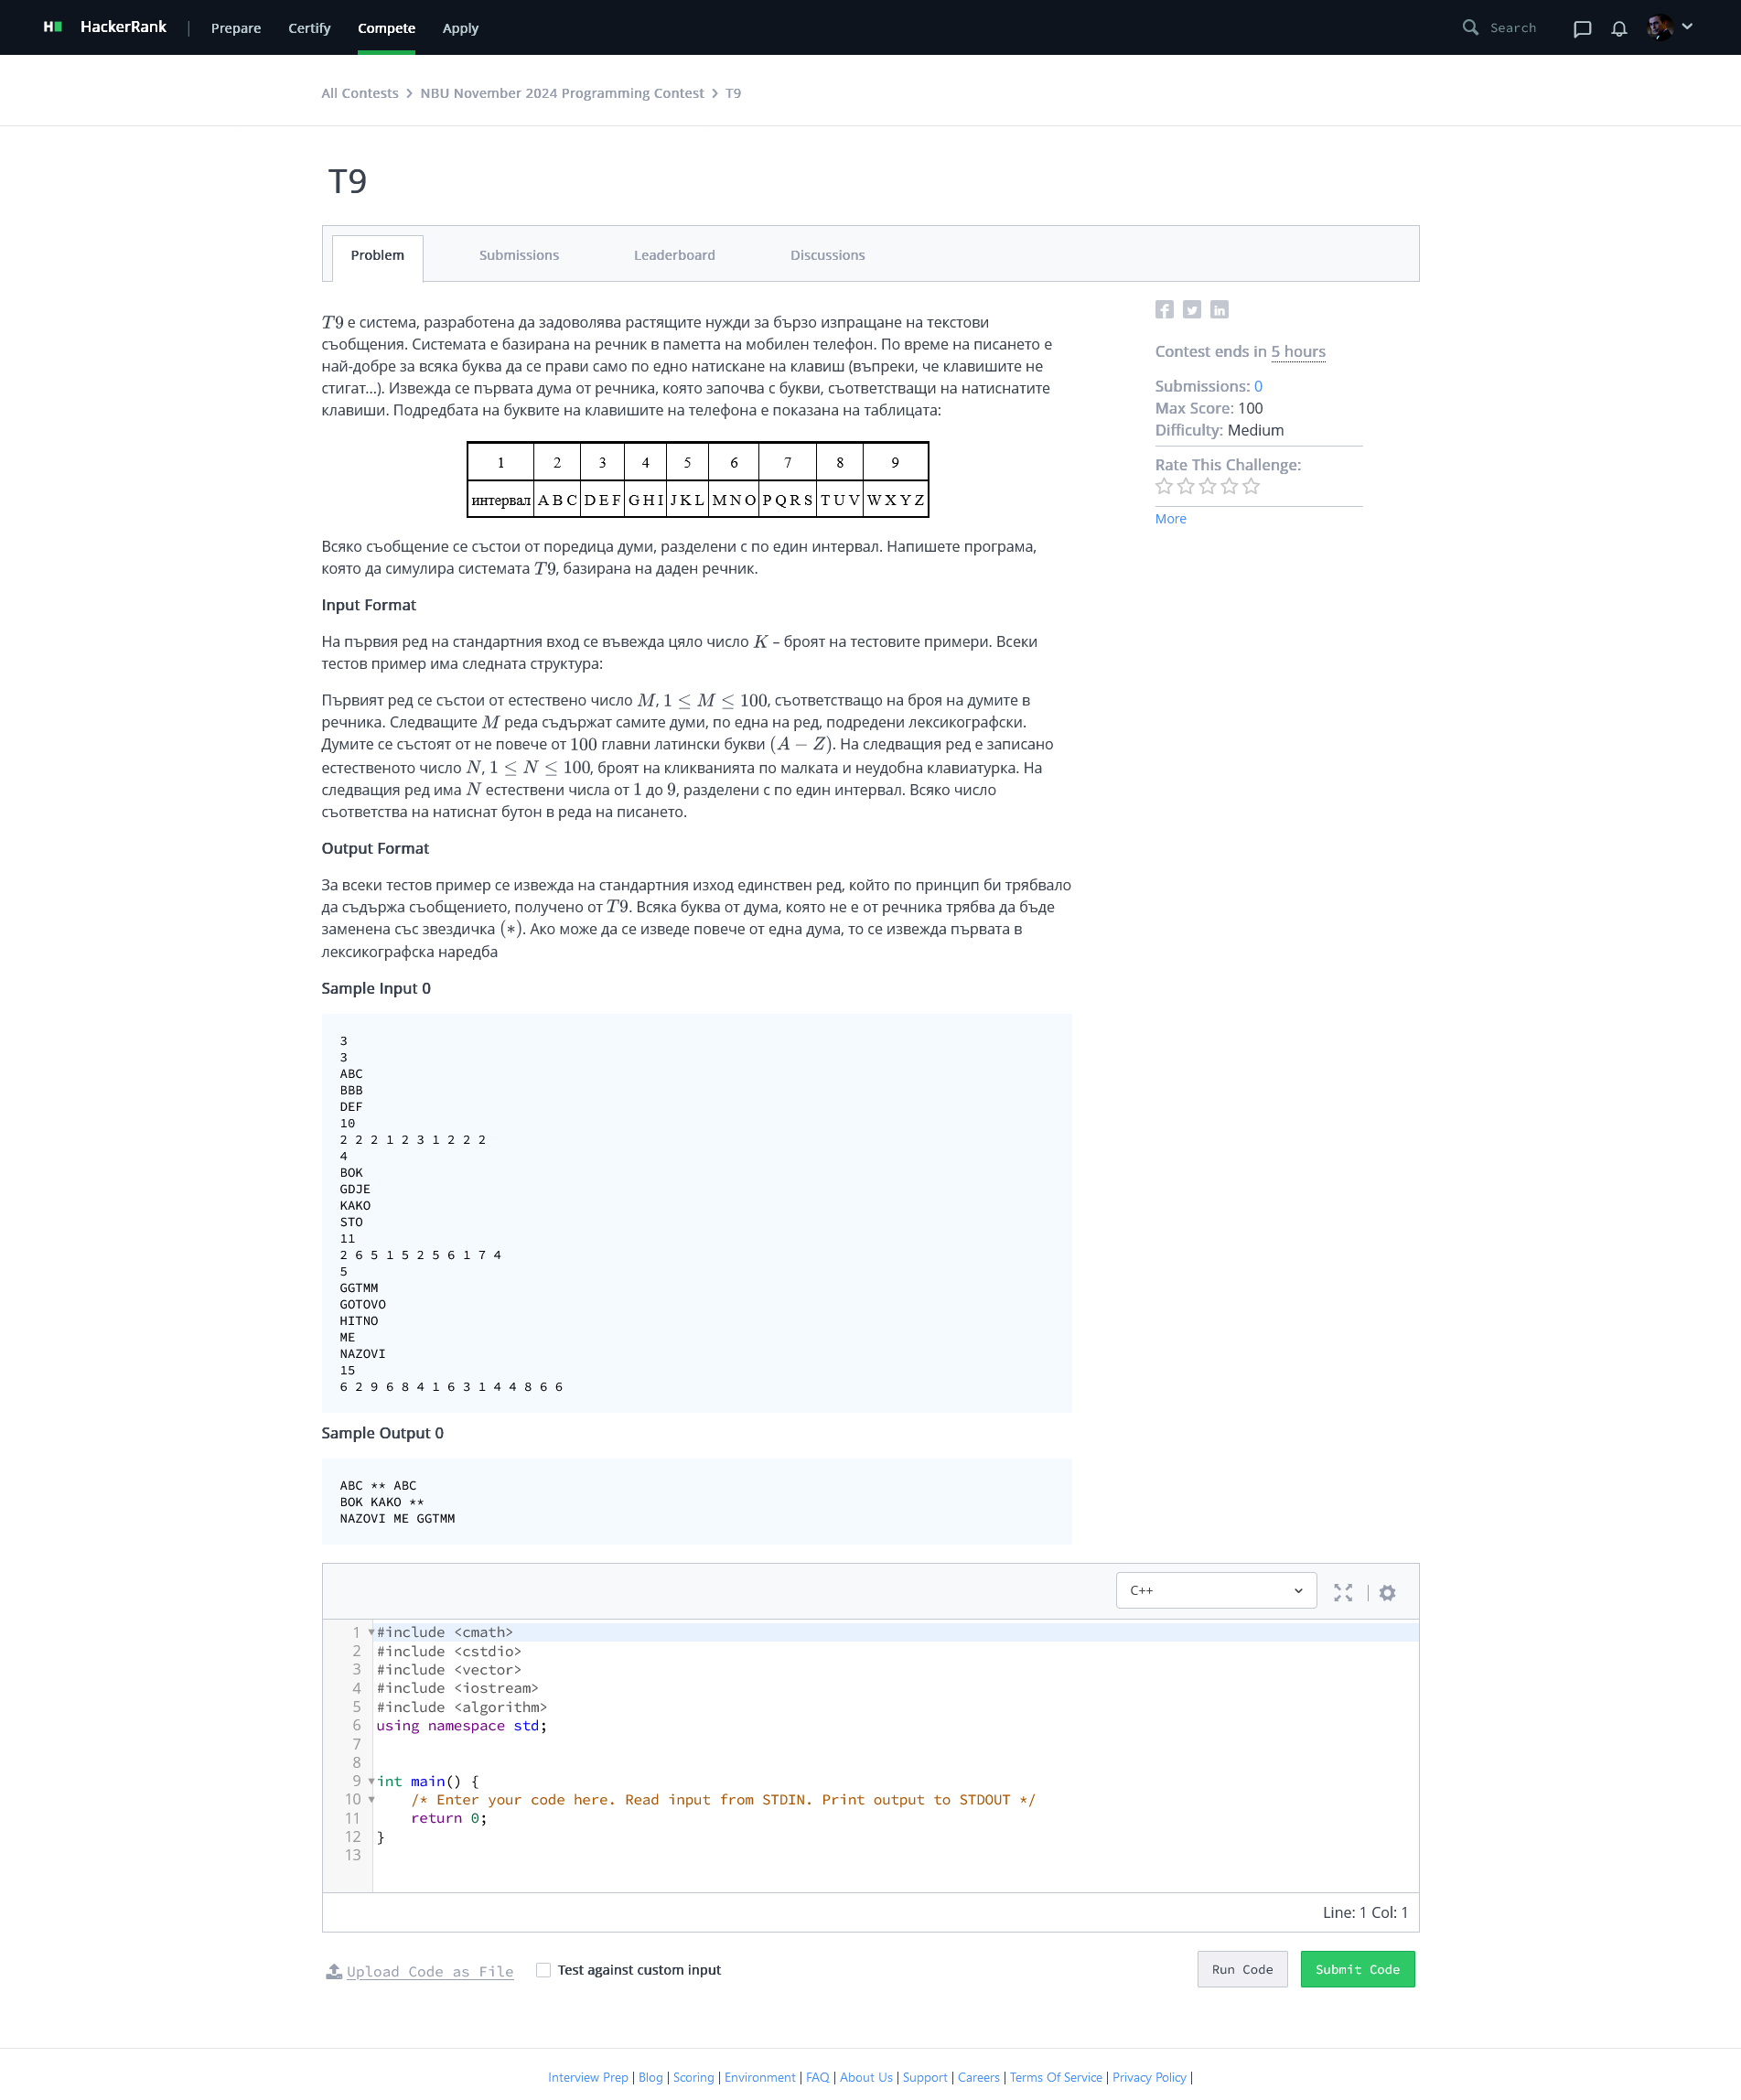 HackerRank | Prepare Certify Compete Apply Search
All Contests > NBU November 2024 Programming Contest > T9
T9
Problem Submissions Leaderboard Discussions
T9 е система, разработена да задоволява растящите нужди за бързо изпращане на текстови
съобщения. Системата е базирана на речник в паметта на мобилен телефон. По време на писането е
най-добре за всяка буква да се прави само по едно натискане на клавиш (въпреки, че клавишите не
стигат...). Извежда се първата дума от речника, която започва с букви, съответстващи на натиснатите
клавиши. Подредбата на буквите на клавишите на телефона е показана на таблицата:
1 2 3 4 5 6 7 8 9
интервал A B C D E F G H I J K L M N O P Q R S T U V W X Y Z
Всяко съобщение се състои от поредица думи, разделени с по един интервал. Напишете програма,
която да симулира системата T9, базирана на даден речник.
Input Format
На първия ред на стандартния вход се въвежда цяло число K – броят на тестовите примери. Всеки
тестов пример има следната структура:
Първият ред се състои от естествено число M, 1 ≤ M ≤ 100, съответстващо на броя на думите в
речника. Следващите M реда съдържат самите думи, по една на ред, подредени лексикографски.
Думите се състоят от не повече от 100 главни латински букви (A − Z). На следващия ред е записано
естественото число N, 1 ≤ N ≤ 100, броят на кликванията по малката и неудобна клавиатурка. На
следващия ред има N естествени числа от 1 до 9, разделени с по един интервал. Всяко число
съответства на натиснат бутон в реда на писането.
Output Format
За всеки тестов пример се извежда на стандартния изход единствен ред, който по принцип би трябвало
да съдържа съобщението, получено от T9. Всяка буква от дума, която не е от речника трябва да бъде
заменена със звездичка (∗). Ако може да се изведе повече от една дума, то се извежда първата в
лексикографска наредба
Sample Input 0
3
3
ABC
BBB
DEF
10
2 2 2 1 2 3 1 2 2 2
4
BOK
GDJE
KAKO
STO
11
2 6 5 1 5 2 5 6 1 7 4
5
GGTMM
GOTOVO
HITNO
ME
NAZOVI
15
6 2 9 6 8 4 1 6 3 1 4 4 8 6 6
Sample Output 0
ABC ** ABC
BOK KAKO **
NAZOVI ME GGTMM
Contest ends in 5 hours
Submissions: 0
Max Score: 100
Difficulty: Medium
Rate This Challenge:
More
C++
1 #include <cmath>
2 #include <cstdio>
3 #include <vector>
4 #include <iostream>
5 #include <algorithm>
6 using namespace std;
7
8
9 int main() {
10 /* Enter your code here. Read input from STDIN. Print output to STDOUT */
11 return 0;
12 }
13
Line: 1 Col: 1
Upload Code as File Test against custom input Run Code Submit Code
Interview Prep | Blog | Scoring | Environment | FAQ | About Us | Support | Careers | Terms Of Service | Privacy Policy |